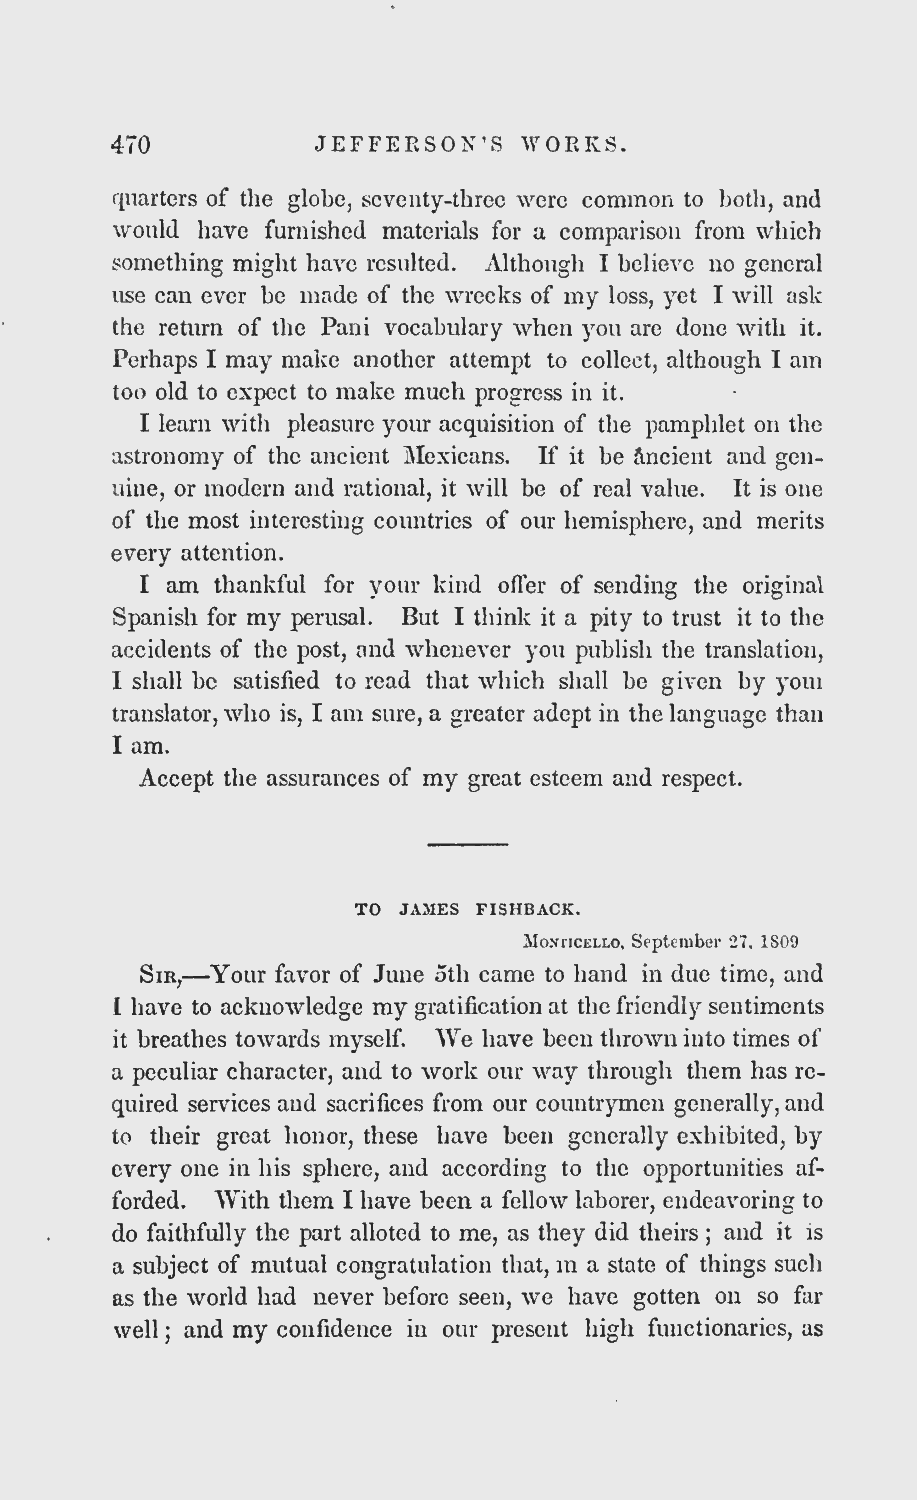 470 JEFFERSON'S WORKS.
quarters of the globe, seventy-three were common to both, and
would have furnished materials for a comparison from which
something might have resulted. Although I believe no general
use can ever be made of the wrecks of my loss, yet I will ask
the return of the Pani vocabulary when you are done with it.
Perhaps I may make another attempt to collect, although I am
too old to expect to make much progress in it.
I learn with pleasure your acquisition of the pamphlet on the
astronomy of the ancient Mexicans. If it be ancient and gen-
uine, or modern and rational, it will be of real value. It is one
of the most interesting countries of our hemisphere, and merits
every attention.
I am thankful for your kind offer of sending the original
Spanish for my perusal. But I think it a pity to trust it to the
accidents of the post, and whenever you publish the translation,
I shall be satisfied to read that which shall be given by your
translator, who is, I am sure, a greater adept in the language than
I am.
Accept the assurances of my great esteem and respect.
TO JAMES FISHBACK.
MONTICELLO, September 27, 1809
SIR,—Your favor of June 5th came to hand in due time, and
I have to acknowledge my gratification at the friendly sentiments
it breathes towards myself. We have been thrown into times of
a peculiar character, and to work our way through them has re-
quired services and sacrifices from our countrymen generally, and
to their great honor, these have been generally exhibited, by
every one in his sphere, and according to the opportunities af-
forded. With them I have been a fellow laborer, endeavoring to
do faithfully the part alloted to me, as they did theirs; and it is
a subject of mutual congratulation that, in a state of things such
as the world had never before seen, we have gotten on so far
well; and my confidence in our present high functionaries, as